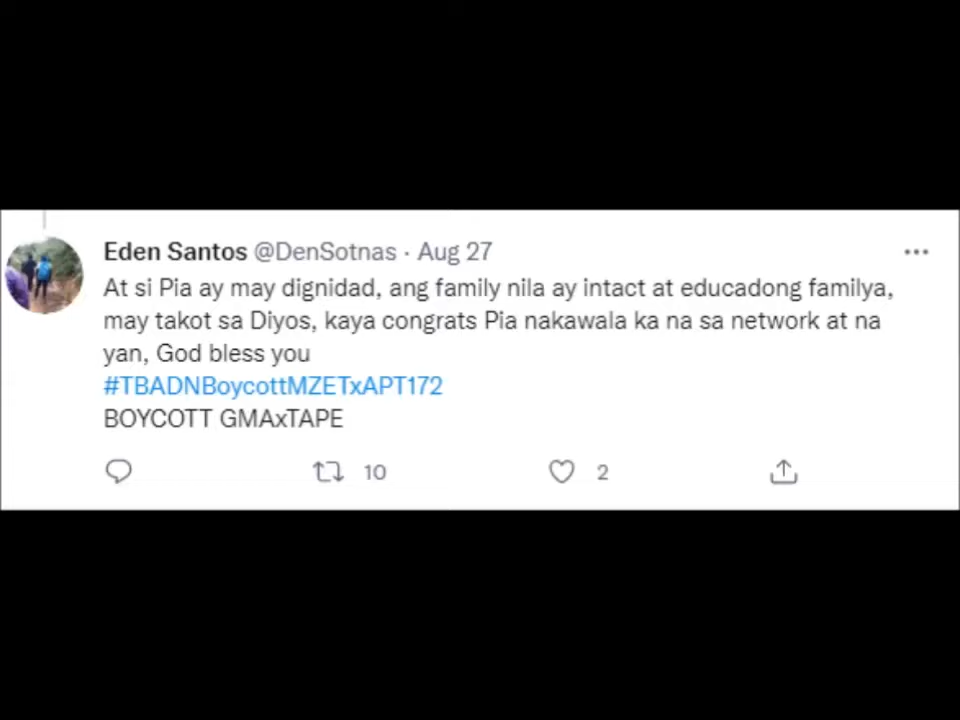 Eden Santos @DenSotnas · Aug 27
At si Pia ay may dignidad, ang family nila ay intact at educadong familya,
may takot sa Diyos, kaya congrats Pia nakawala ka na sa network at na
yan, God bless you
#TBADNBoycottMZETxAPT172
BOYCOTT GMAxTAPE
10 2